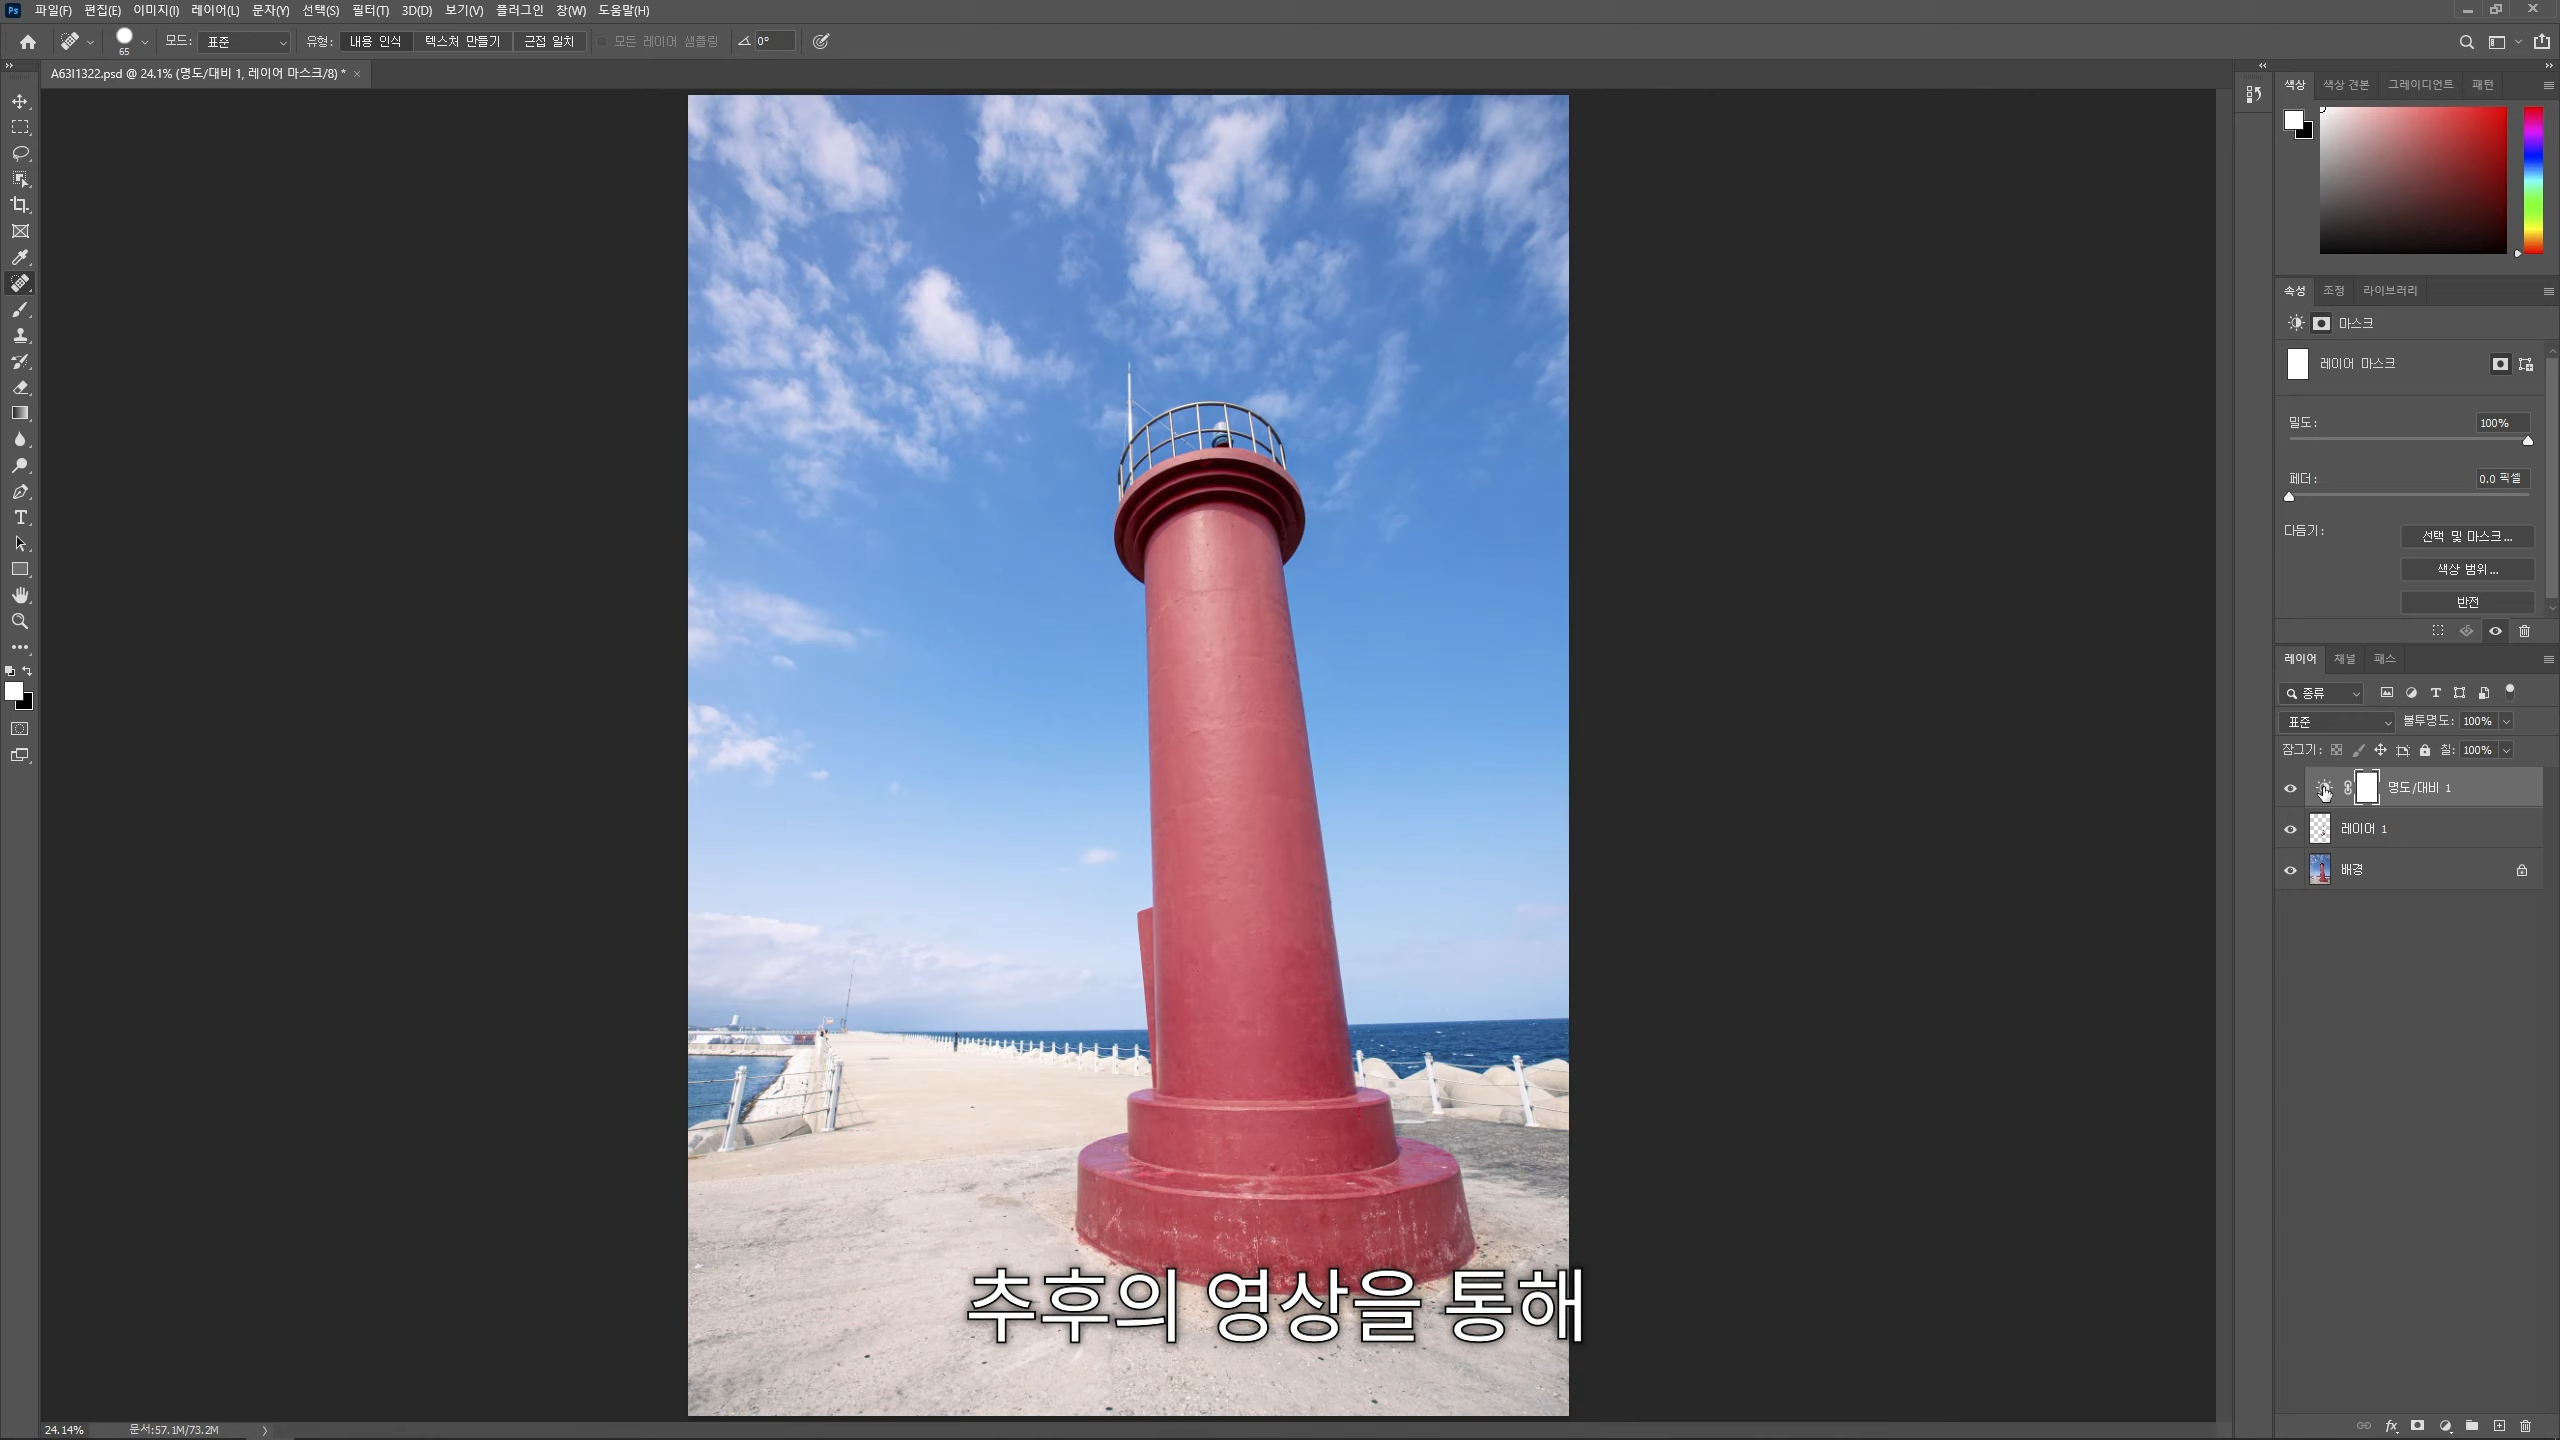 Ps 파일(F) 편집(E) 이미지(I) 레이어(L) 문자(Y) 선택(S) 필터(T) 3D(D) 보기(V) 플러그인 창(W) 도움말(H)
65 모드: 표준 유형: 내용 인식 텍스처 만들기 근접 일치 모든 레이어 샘플링 0°
A63I1322.psd @ 24.1% (명도/대비 1, 레이어 마스크/8) *
색상 색상 견본 그레이디언트 패턴
속성 조정 라이브러리
마스크
레이어 마스크
밀도: 100%
페더: 0.0 픽셀
다듬기: 선택 및 마스크...
색상 범위...
반전
레이어 채널 패스
종류
표준 불투명도: 100%
잠그기: 칠: 100%
명도/대비 1
레이어 1
배경
추후의 영상을 통해
24.14% 문서:57.1M/73.2M
fx